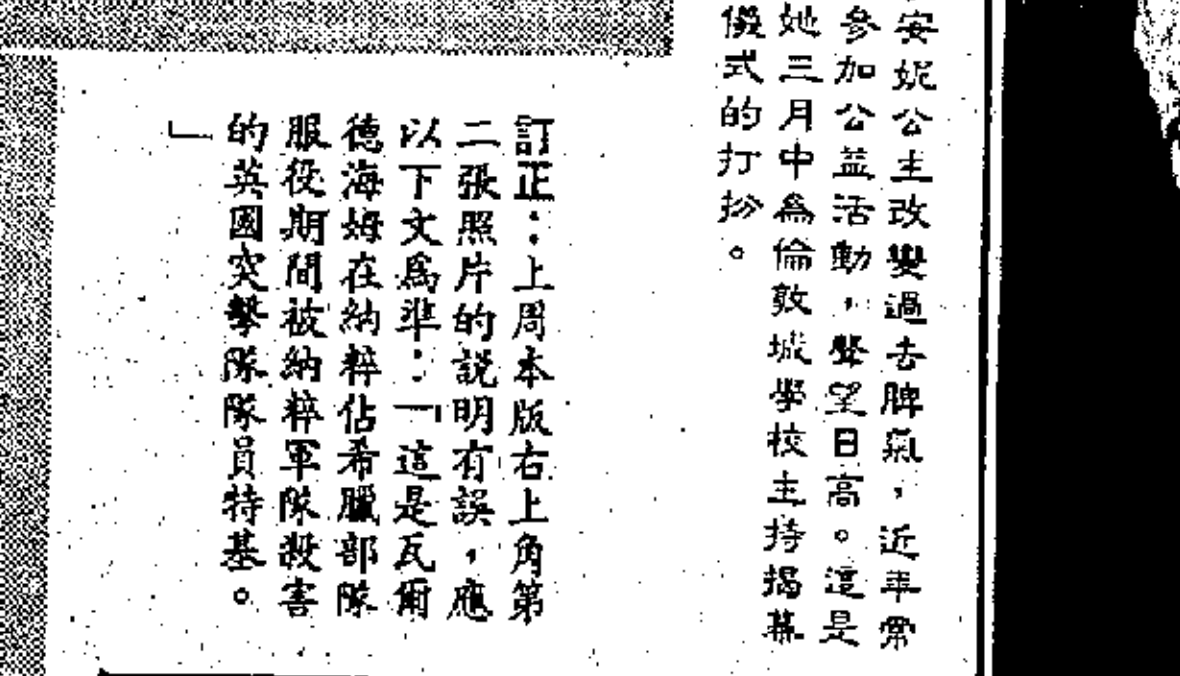 安妮公主改變過去脾氣,近年常
參加公益活動,聲望日高。這是
她三月中為倫敦城學校主持揭幕
儀式的打扮。
訂正:上周本版右上角第
二張照片的説明有誤,應
以下文爲準:「這是瓦爾
德海姆在納粹佔希臘部隊
服役期間被納粹軍隊殺害
的英國突擊隊隊員特基。
」